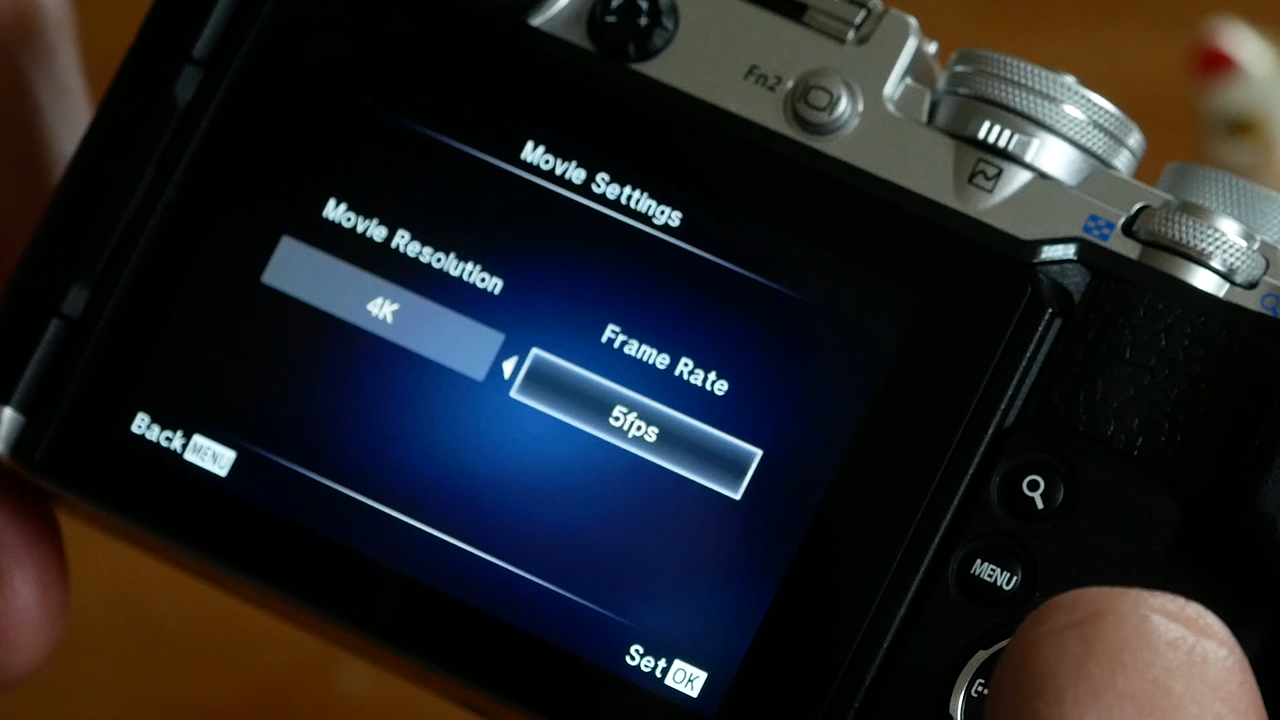 Fn2
Movie Settings
Movie Resolution
4K
Frame Rate
5fps
Back MENU
Set OK
MENU